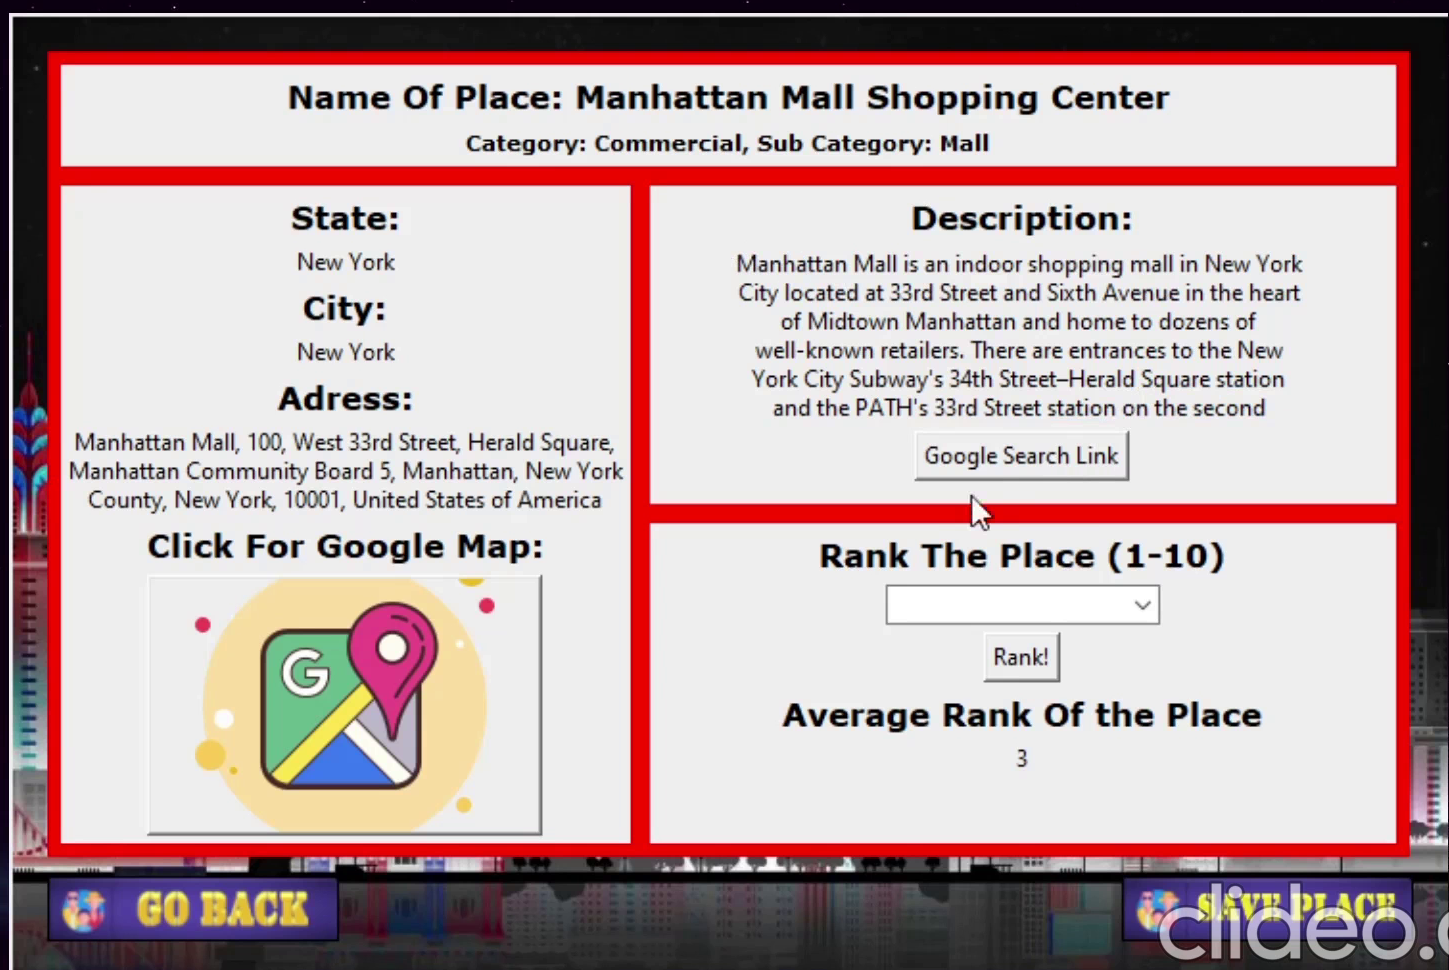 Name Of Place: Manhattan Mall Shopping Center
Category: Commercial, Sub Category: Mall
State:
New York
City:
New York
Adress:
Manhattan Mall, 100, West 33rd Street, Herald Square,
Manhattan Community Board 5, Manhattan, New York
County, New York, 10001, United States of America
Click For Google Map:
G
Description:
Manhattan Mall is an indoor shopping mall in New York
City located at 33rd Street and Sixth Avenue in the heart
of Midtown Manhattan and home to dozens of
well-known retailers. There are entrances to the New
York City Subway's 34th Street–Herald Square station
and the PATH's 33rd Street station on the second
Google Search Link
Rank The Place (1-10)
Rank!
Average Rank Of the Place
3
GO BACK
SAVE PLACE
clideo.c